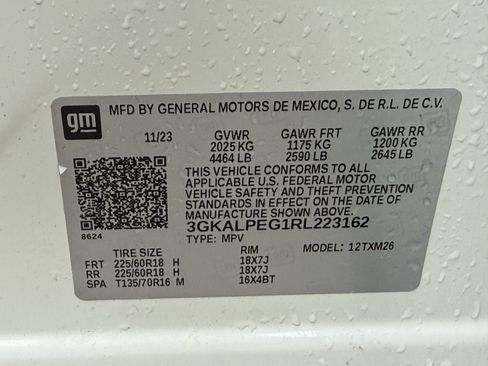 gm
MFD BY GENERAL MOTORS DE MEXICO, S. DE R.L. DE C.V.
11/23 GVWR GAWR FRT GAWR RR
2025 KG 1175 KG 1200 KG
4464 LB 2590 LB 2645 LB
THIS VEHICLE CONFORMS TO ALL
APPLICABLE U.S. FEDERAL MOTOR
VEHICLE SAFETY AND THEFT PREVENTION
STANDARDS IN EFFECT ON THE DATE OF
MANUFACTURE SHOWN ABOVE.
3GKALPEG1RL223162
8624
TYPE: MPV MODEL: 12TXM26
TIRE SIZE RIM
FRT 225/60R18 H 18X7J
RR 225/60R18 H 18X7J
SPA T135/70R16 M 16X4BT